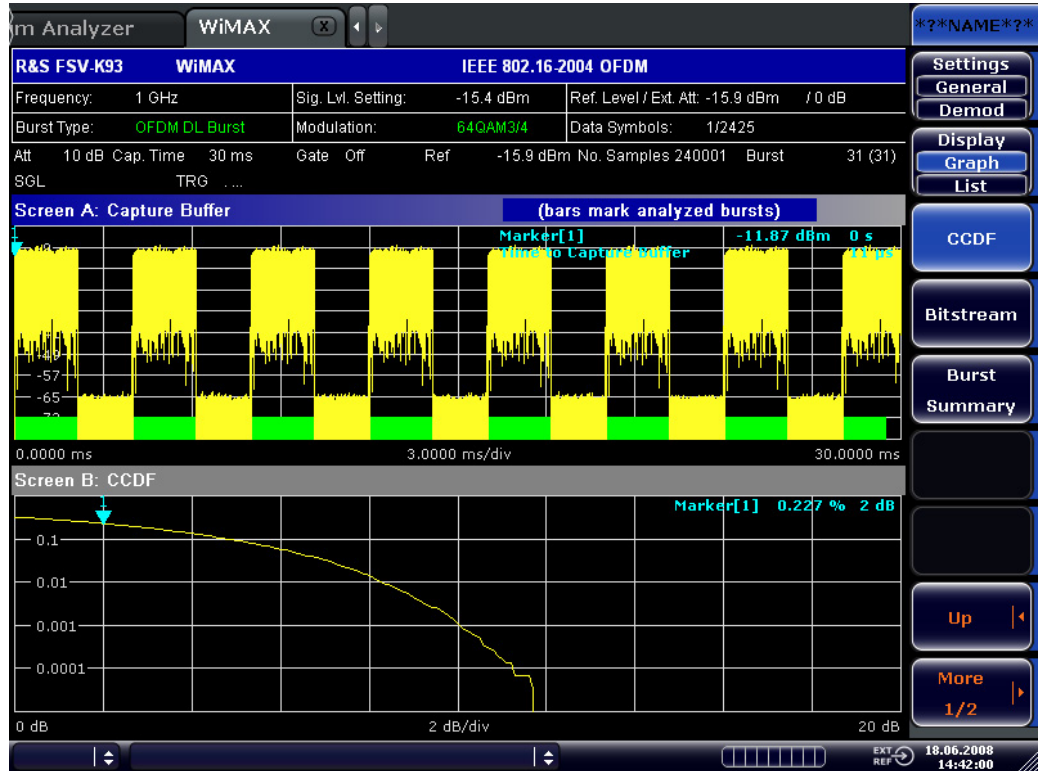 m Analyzer WiMAX x
*?*NAME*?*
R&S FSV-K93 WiMAX IEEE 802.16-2004 OFDM
Frequency: 1 GHz Sig. Lvl. Setting: -15.4 dBm Ref. Level / Ext. Att: -15.9 dBm / 0 dB
Burst Type: OFDM DL Burst Modulation: 64QAM3/4 Data Symbols: 1/2425
Att 10 dB Cap. Time 30 ms Gate Off Ref -15.9 dBm No. Samples 240001 Burst 31 (31)
SGL TRG . ...
Screen A: Capture Buffer (bars mark analyzed bursts)
1
Marker[1] -11.87 dBm 0 s
Time to Capture Buffer 11 µs
-57
-65
0.0000 ms 3.0000 ms/div 30.0000 ms
Screen B: CCDF
1
Marker[1] 0.227 % 2 dB
0.1
0.01
0.001
0.0001
0 dB 2 dB/div 20 dB
Settings
General
Demod
Display
Graph
List
CCDF
Bitstream
Burst
Summary
Up
More
1/2
EXT
REF
18.06.2008
14:42:00